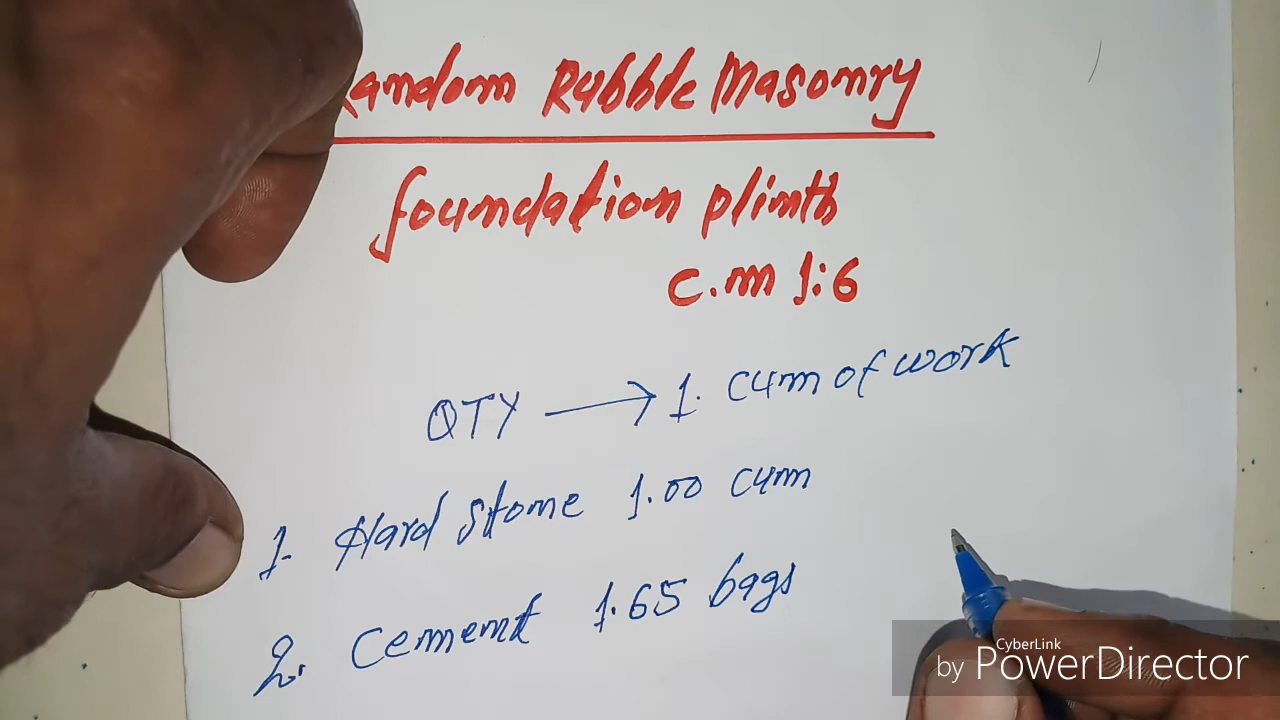 Random Rubble Masonry
foundation plinth
C.m 1:6
QTY → 1. cum of work
1. Hard stone 1.00 cum
2. Cement 1.65 bags
CyberLink
by PowerDirector